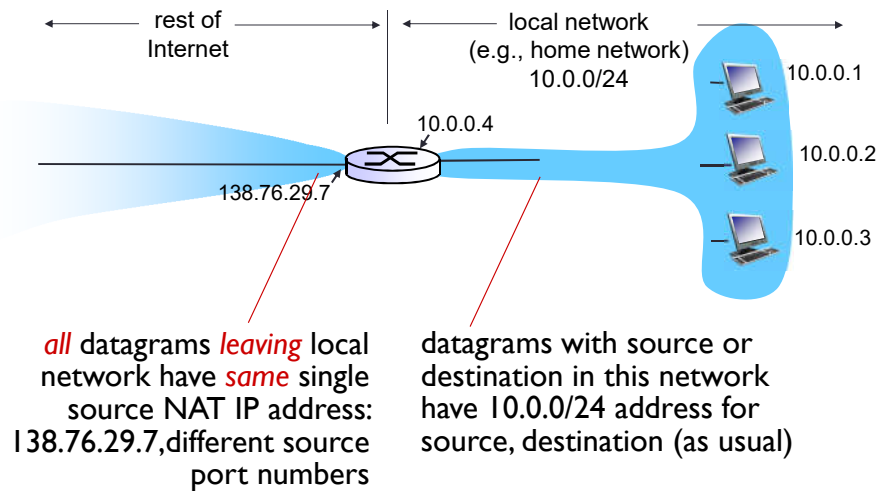 rest of
Internet
local network
(e.g., home network)
10.0.0/24
10.0.0.1
10.0.0.4
10.0.0.2
138.76.29.7
10.0.0.3
all datagrams leaving local
network have same single
source NAT IP address:
138.76.29.7,different source
port numbers
datagrams with source or
destination in this network
have 10.0.0/24 address for
source, destination (as usual)